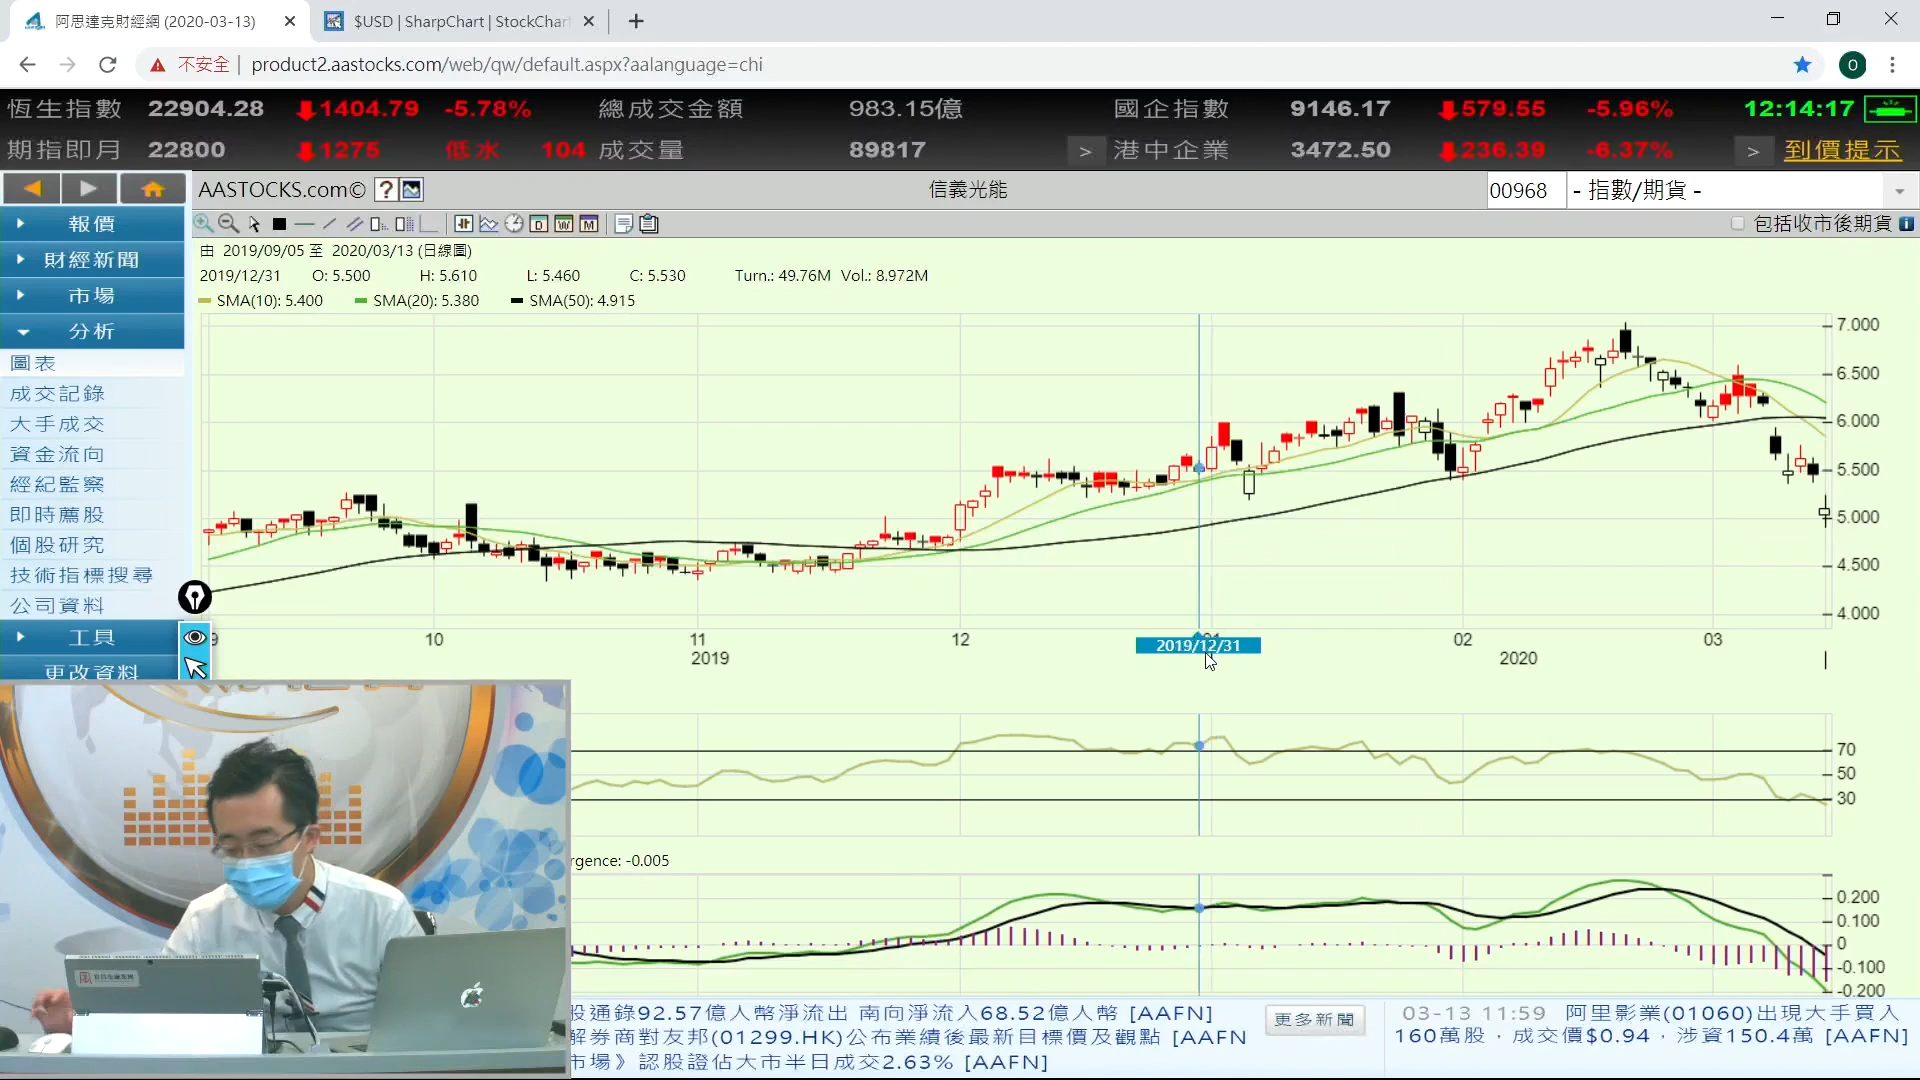 阿思達克財經網 (2020-03-13)
$USD | SharpChart | StockChart
不安全
product2.aastocks.com/web/qw/default.aspx?aalanguage=chi
O
恆生指數 22904.28 1404.79 -5.78% 總成交金額 983.15億 國企指數 9146.17 579.55 -5.96% 12:14:17
期指即月 22800 1275 低水 104 成交量 89817 > 港中企業 3472.50 236.39 -6.37% > 到價提示
AASTOCKS.com© ? 信義光能 00968 - 指數/期貨 -
D W M 包括收市後期貨 i
報價
財經新聞
市場
分析
圖表
成交記錄
大手成交
資金流向
經紀監察
即時薦股
個股研究
技術指標搜尋
公司資料
工具
更改資料
由 2019/09/05 至 2020/03/13 (日線圖)
2019/12/31 O: 5.500 H: 5.610 L: 5.460 C: 5.530 Turn.: 49.76M Vol.: 8.972M
SMA(10): 5.400 SMA(20): 5.380 SMA(50): 4.915
7.000
6.500
6.000
5.500
5.000
4.500
4.000
9 10 11 12 01 02 03
2019 2019/12/31 2020
70
50
30
rgence: -0.005
0.200
0.100
0
-0.100
-0.200
股通錄92.57億人幣淨流出 南向淨流入68.52億人幣 [AAFN]
解券商對友邦(01299.HK)公布業績後最新目標價及觀點 [AAFN
市場》認股證佔大市半日成交2.63% [AAFN]
更多新聞
03-13 11:59 阿里影業(01060)出現大手買入
160萬股，成交價$0.94，涉資150.4萬 [AAFN]